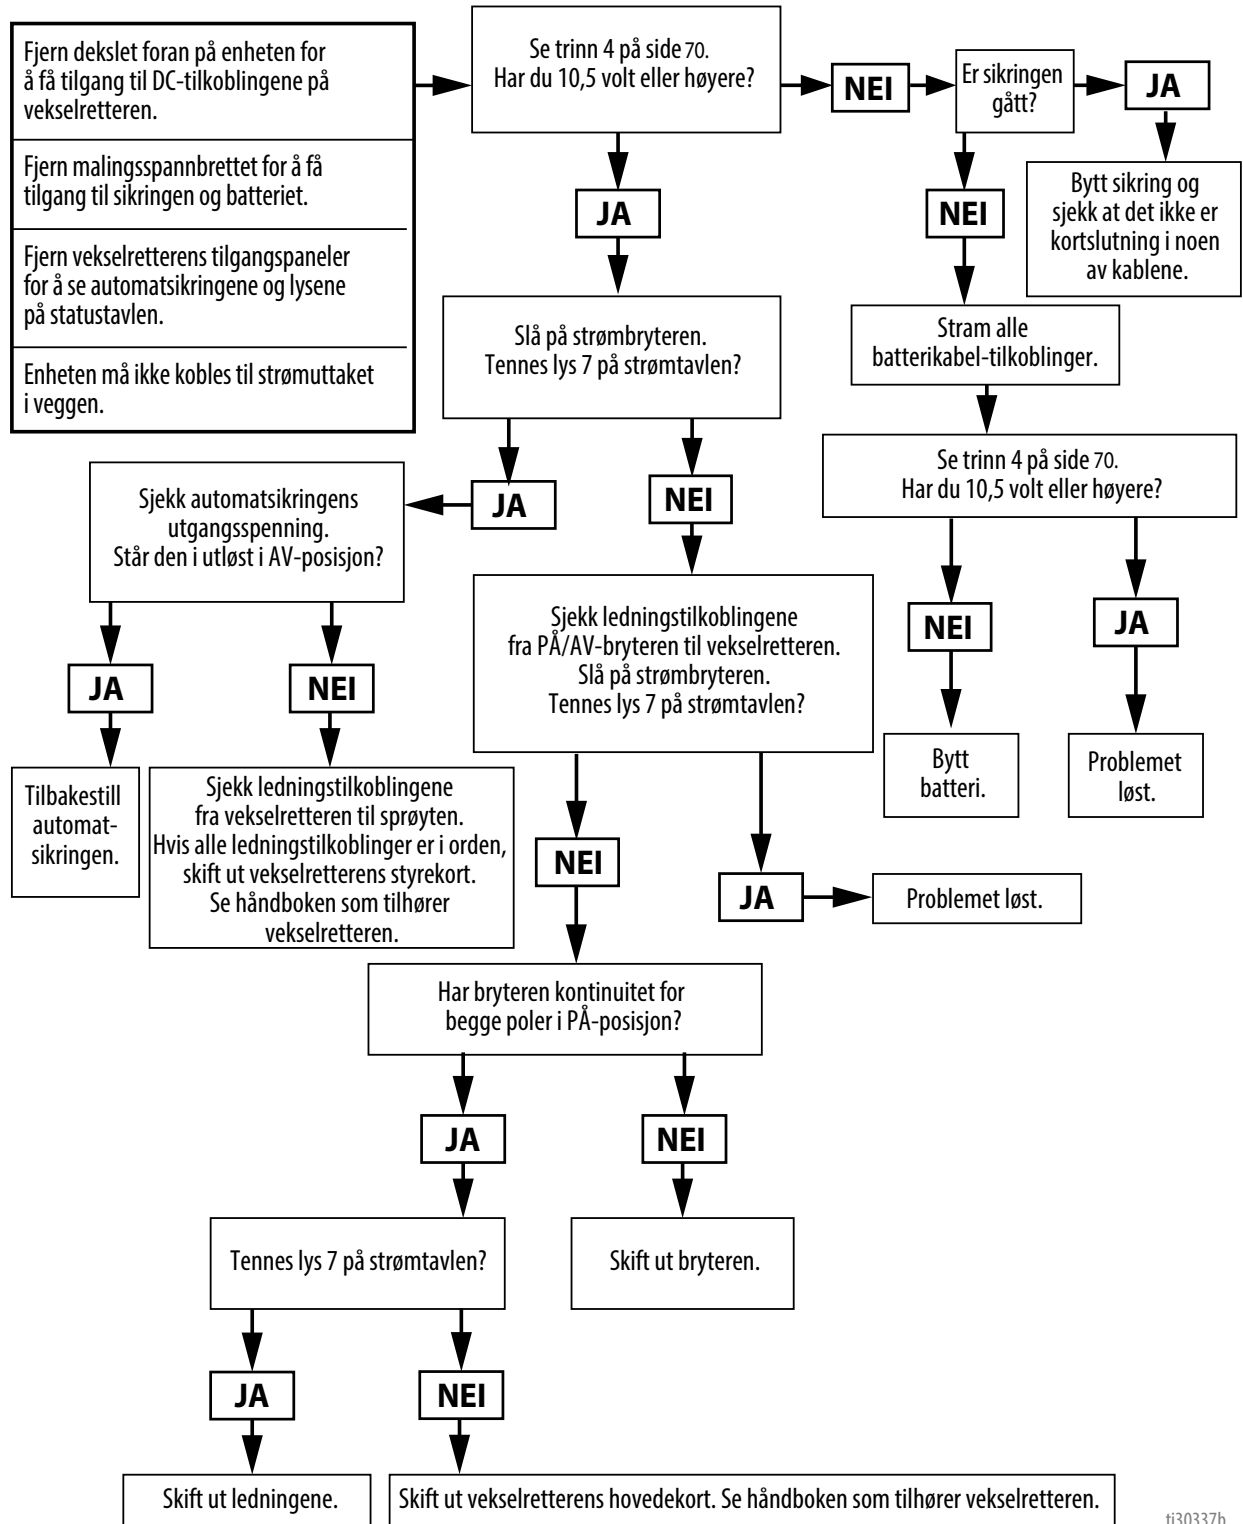 Fjern dekslet foran på enheten for
å få tilgang til DC-tilkoblingene på
vekselretteren.
Fjern malingsspannbrettet for å få
tilgang til sikringen og batteriet.
Fjern vekselretterens tilgangspaneler
for å se automatsikringene og lysene
på statustavlen.
Enheten må ikke kobles til strømuttaket
i veggen.
Se trinn 4 på side 70.
Har du 10,5 volt eller høyere?
NEI
Er sikringen
gått?
JA
Bytt sikring og
sjekk at det ikke er
kortslutning i noen
av kablene.
NEI
Stram alle
batterikabel-tilkoblinger.
Se trinn 4 på side 70.
Har du 10,5 volt eller høyere?
NEI
JA
Bytt
batteri.
Problemet
løst.
JA
Slå på strømbryteren.
Tennes lys 7 på strømtavlen?
JA
NEI
Sjekk automatsikringens
utgangsspenning.
Står den i utløst i AV-posisjon?
JA
NEI
Tilbakestill
automat-
sikringen.
Sjekk ledningstilkoblingene
fra vekselretteren til sprøyten.
Hvis alle ledningstilkoblinger er i orden,
skift ut vekselretterens styrekort.
Se håndboken som tilhører
vekselretteren.
Sjekk ledningstilkoblingene
fra PÅ/AV-bryteren til vekselretteren.
Slå på strømbryteren.
Tennes lys 7 på strømtavlen?
NEI
JA
Problemet løst.
Har bryteren kontinuitet for
begge poler i PÅ-posisjon?
JA
NEI
Tennes lys 7 på strømtavlen?
Skift ut bryteren.
JA
NEI
Skift ut ledningene.
Skift ut vekselretterens hovedekort. Se håndboken som tilhører vekselretteren.
ti30337b